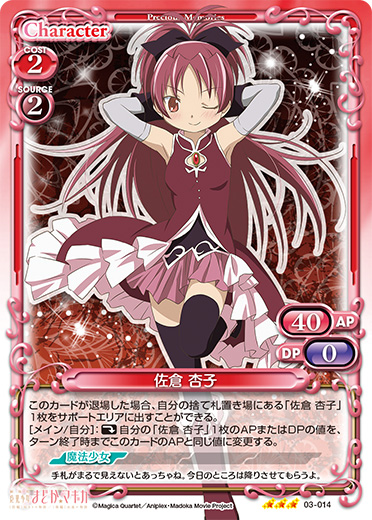 Precious Memories
Character
COST
2
SOURCE
2
40 AP
DP 0
佐倉 杏子
このカードが退場した場合、自分の捨て札置き場にある「佐倉 杏子」
1枚をサポートエリアに出すことができる。
[メイン/自分]:自分の「佐倉 杏子」1枚のAPまたはDPの値を、
ターン終了時までこのカードのAPと同じ値に変更する。
魔法少女
手札がまるで見えないとあっちゃね。今日のところは降りさせてもらうよ。
まどか☆マギカ
©Magica Quartet/Aniplex・Madoka Movie Project
03-014